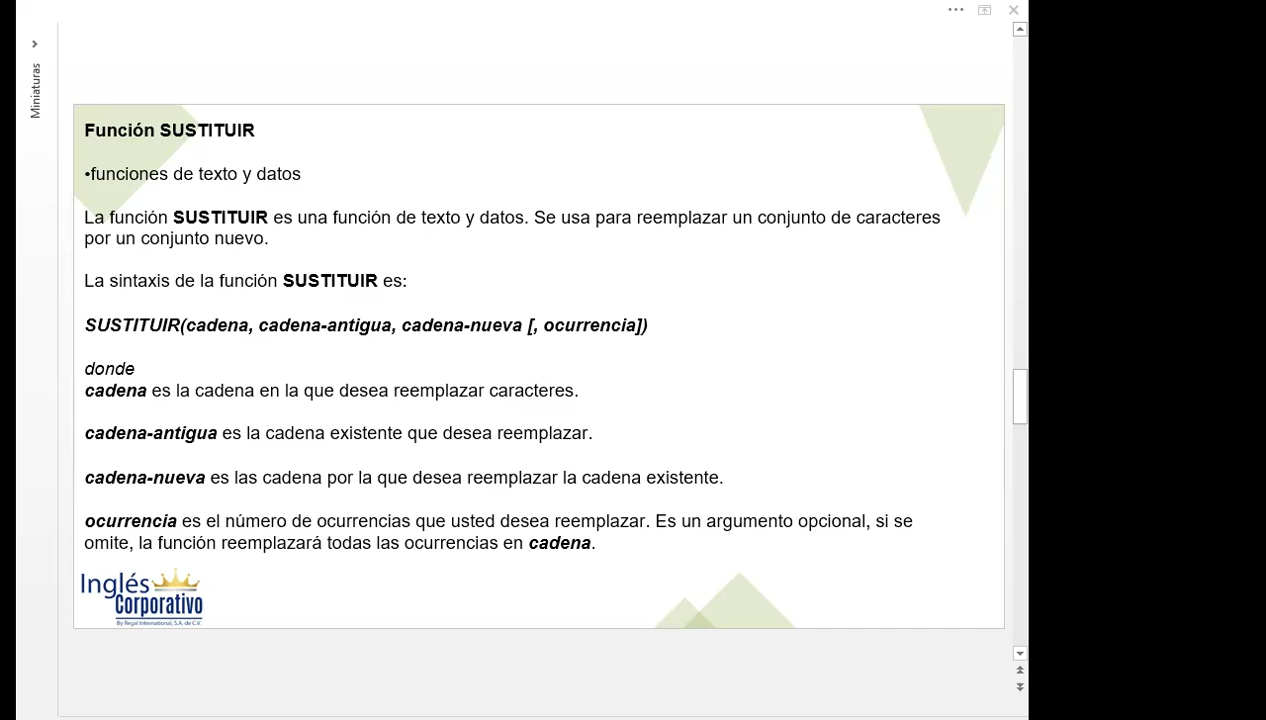 Miniaturas
Función SUSTITUIR
•funciones de texto y datos
La función SUSTITUIR es una función de texto y datos. Se usa para reemplazar un conjunto de caracteres
por un conjunto nuevo.
La sintaxis de la función SUSTITUIR es:
SUSTITUIR(cadena, cadena-antigua, cadena-nueva [, ocurrencia])
donde
cadena es la cadena en la que desea reemplazar caracteres.
cadena-antigua es la cadena existente que desea reemplazar.
cadena-nueva es las cadena por la que desea reemplazar la cadena existente.
ocurrencia es el número de ocurrencias que usted desea reemplazar. Es un argumento opcional, si se
omite, la función reemplazará todas las ocurrencias en cadena.
Inglés
Corporativo
By Regal International, S.A. de C.V.